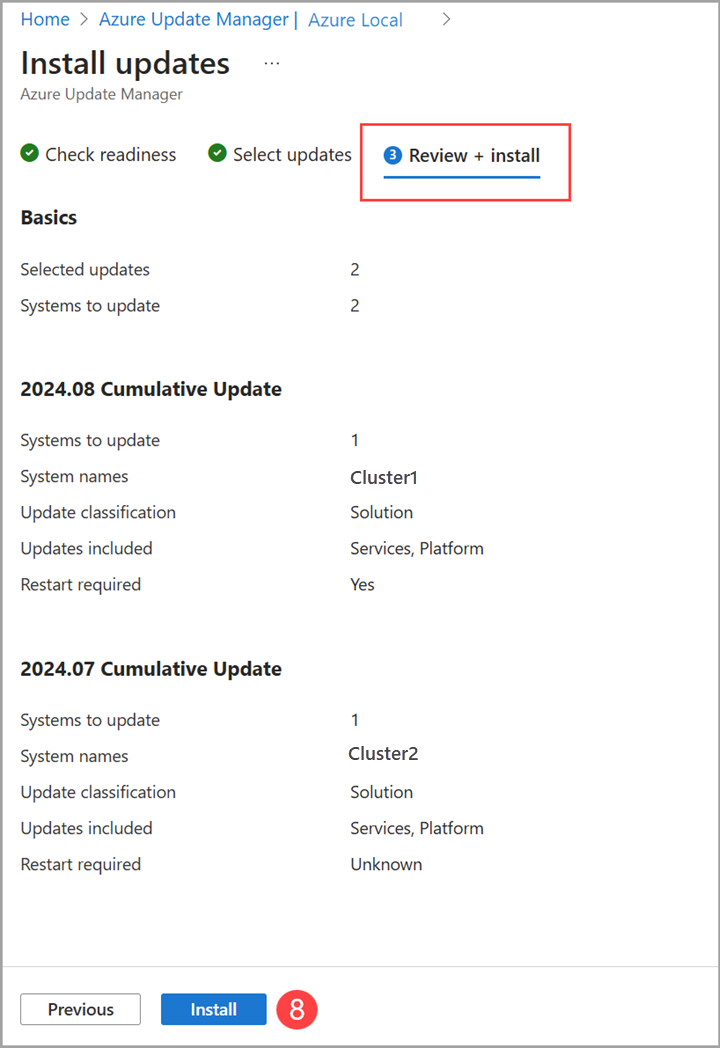 Home > Azure Update Manager | Azure Local >
Install updates ...
Azure Update Manager
Check readiness Select updates 3 Review + install
Basics
Selected updates 2
Systems to update 2
2024.08 Cumulative Update
Systems to update 1
System names Cluster1
Update classification Solution
Updates included Services, Platform
Restart required Yes
2024.07 Cumulative Update
Systems to update 1
System names Cluster2
Update classification Solution
Updates included Services, Platform
Restart required Unknown
Previous Install 8